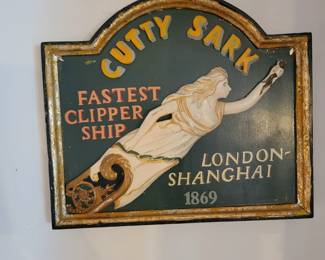 CUTTY SARK
FASTEST
CLIPPER
SHIP
LONDON-
SHANGHAI
1869